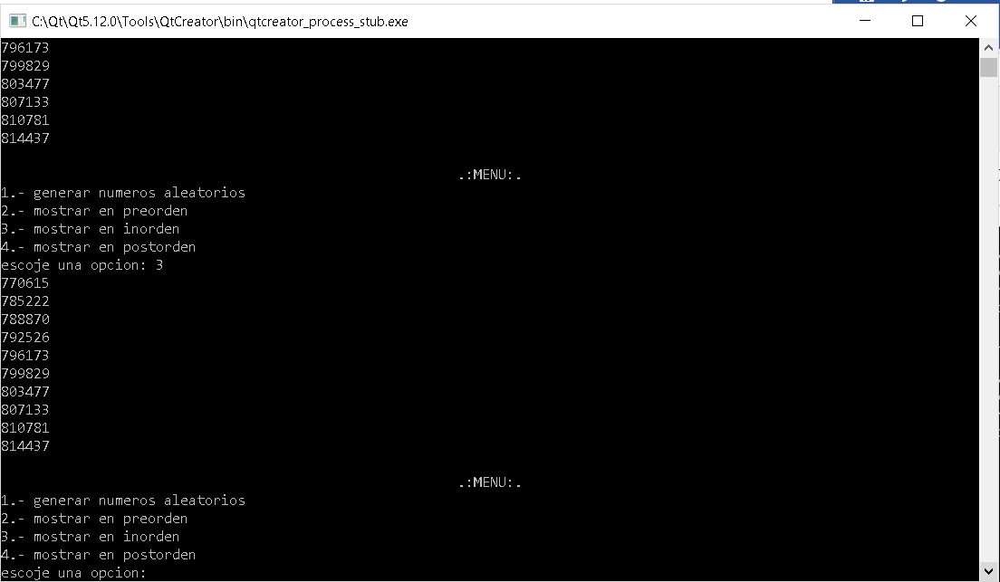 C:\Qt\Qt5.12.0\Tools\QtCreator\bin\qtcreator_process_stub.exe
796173
799829
803477
807133
810781
814437
.:MENU:.
1.- generar numeros aleatorios
2.- mostrar en preorden
3.- mostrar en inorden
4.- mostrar en postorden
escoje una opcion: 3
770615
785222
788870
792526
796173
799829
803477
807133
810781
814437
.:MENU:.
1.- generar numeros aleatorios
2.- mostrar en preorden
3.- mostrar en inorden
4.- mostrar en postorden
escoje una opcion: